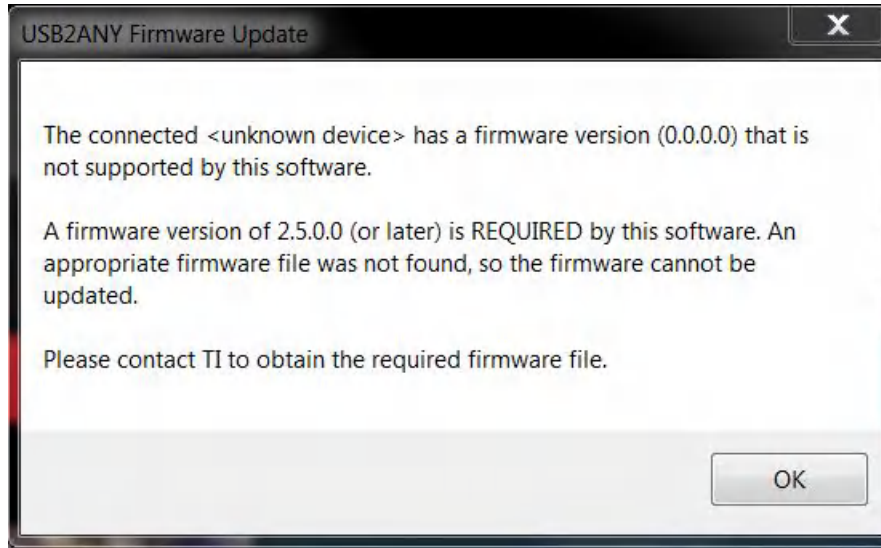 USB2ANY Firmware Update
The connected <unknown device> has a firmware version (0.0.0.0) that is
not supported by this software.
A firmware version of 2.5.0.0 (or later) is REQUIRED by this software. An
appropriate firmware file was not found, so the firmware cannot be
updated.
Please contact TI to obtain the required firmware file.
OK